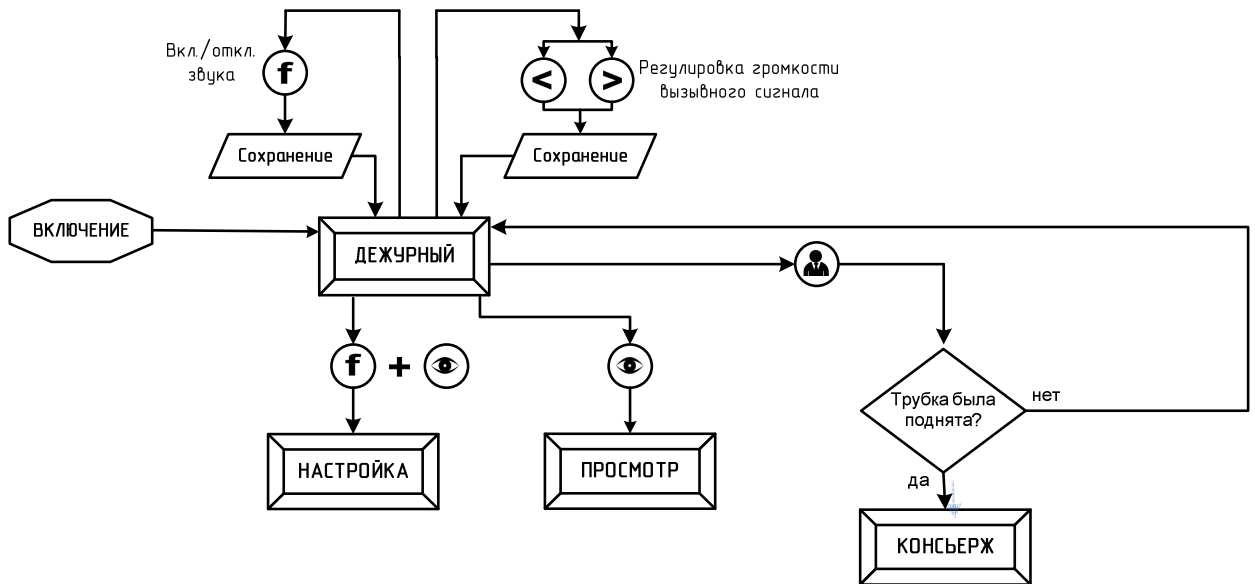 Вкл./откл.
звука
f
<
>
Регулировка громкости
вызывного сигнала
Сохранение
Сохранение
ВКЛЮЧЕНИЕ
ДЕЖУРНЫЙ
f
+
Трубка была
поднята?
нет
НАСТРОЙКА
ПРОСМОТР
да
КОНСЬЕРЖ